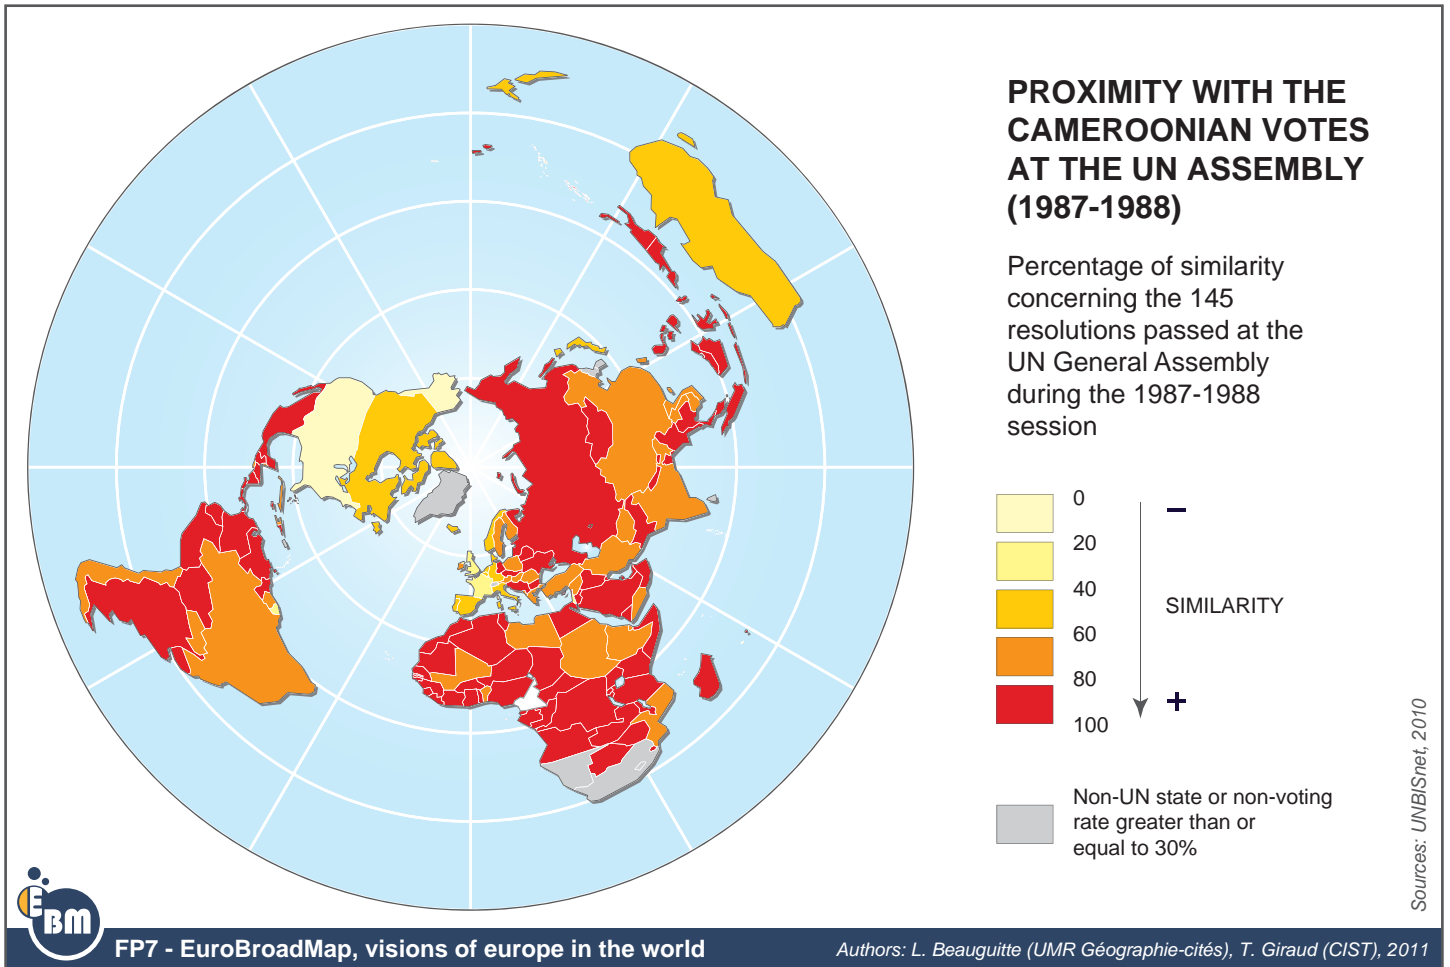 PROXIMITY WITH THE
CAMEROONIAN VOTES
AT THE UN ASSEMBLY
(1987-1988)
Percentage of similarity
concerning the 145
resolutions passed at the
UN General Assembly
during the 1987-1988
session
0
20
40
60
80
100
−
SIMILARITY
+
Non-UN state or non-voting
rate greater than or
equal to 30%
Sources: UNBISnet, 2010
EBM
FP7 - EuroBroadMap, visions of europe in the world
Authors: L. Beauguitte (UMR Géographie-cités), T. Giraud (CIST), 2011